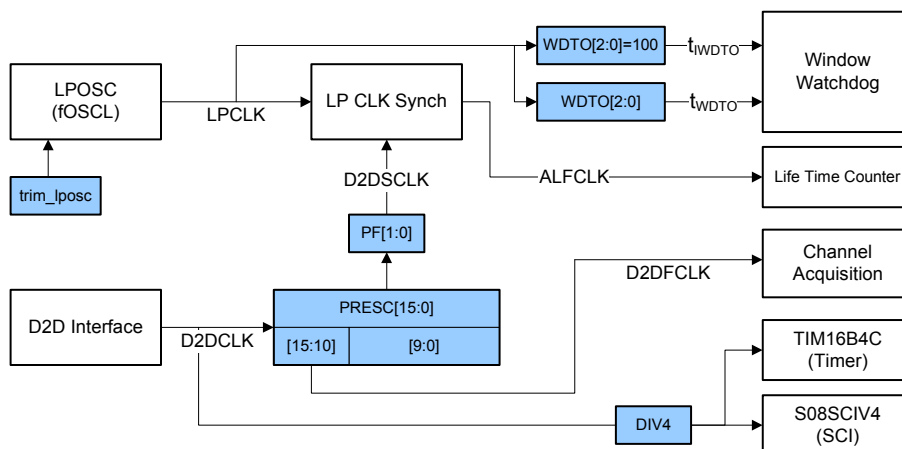 WDTO[2:0]=100
tIWDTO
Window
Watchdog
LPOSC
(fOSCL)
LPCLK
LP CLK Synch
WDTO[2:0]
tWDTO
D2DSCLK
ALFCLK
Life Time Counter
trim_lposc
PF[1:0]
D2DFCLK
Channel
Acquisition
D2D Interface
D2DCLK
PRESC[15:0]
[15:10]
[9:0]
TIM16B4C
(Timer)
DIV4
S08SCIV4
(SCI)